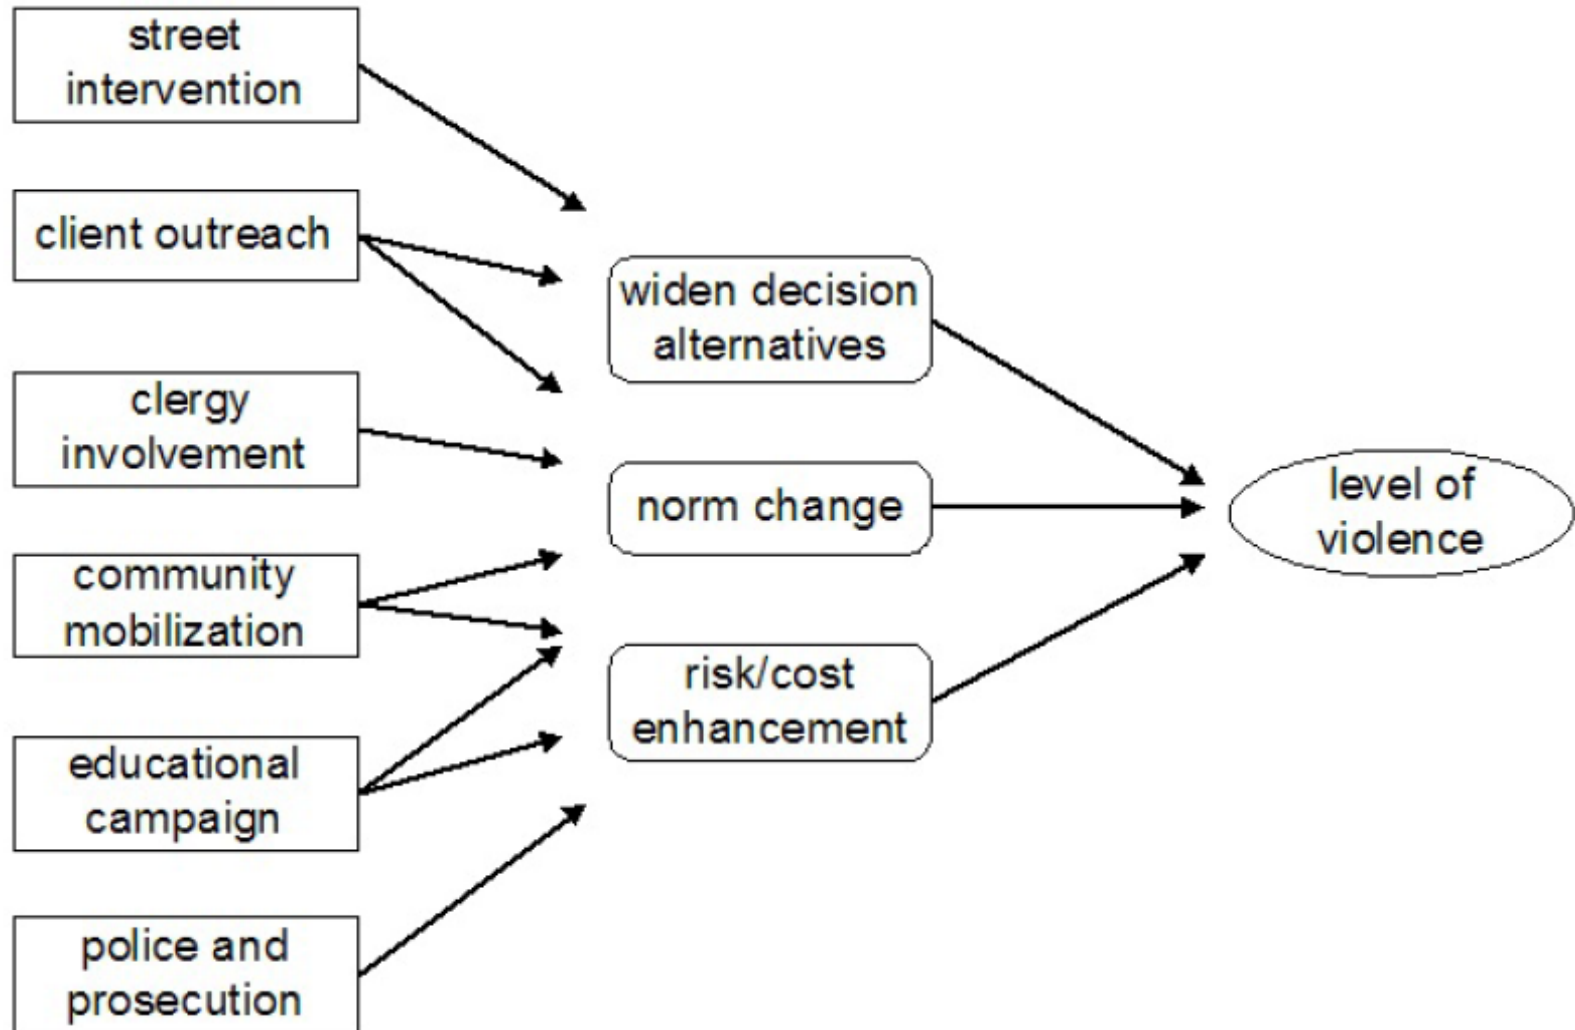 street
intervention
client outreach
clergy
involvement
community
mobilization
educational
campaign
police and
prosecution
widen decision
alternatives
norm change
risk/cost
enhancement
level of
violence